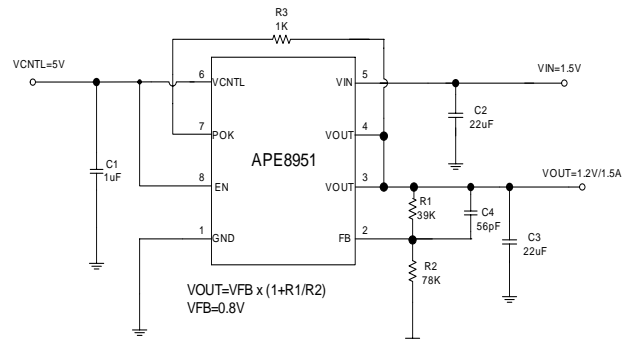 R3
1K
VCNTL=5V
6
VCNTL
VIN
5
VIN=1.5V
C2
22uF
7
POK
VOUT
4
C1
1uF
APE8951
VOUT=1.2V/1.5A
8
EN
VOUT
3
R1
39K
C4
56pF
1
GND
FB
2
C3
22uF
R2
78K
VOUT=VFB x (1+R1/R2)
VFB=0.8V